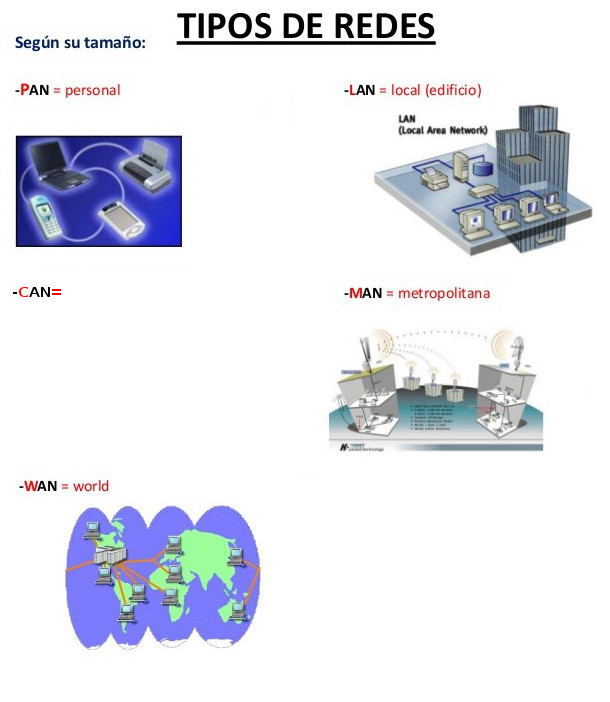 TIPOS DE REDES
Según su tamaño:
-PAN = personal
-LAN = local (edificio)
LAN
(Local Area Network)
-CAN=
-MAN = metropolitana
-WAN = world